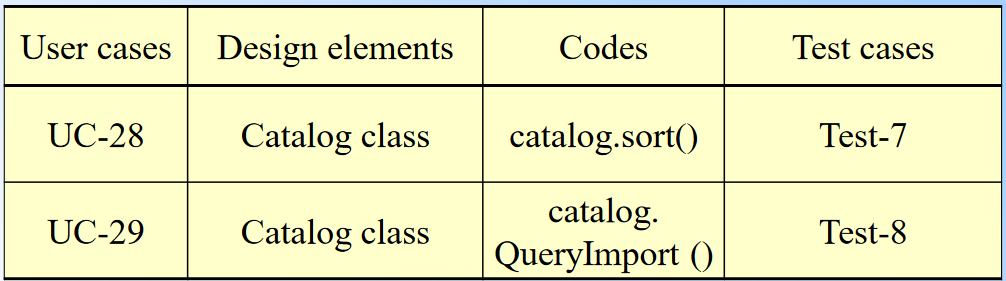 User cases Design elements Codes Test cases
UC-28 Catalog class catalog.sort() Test-7
UC-29 Catalog class catalog.
QueryImport () Test-8